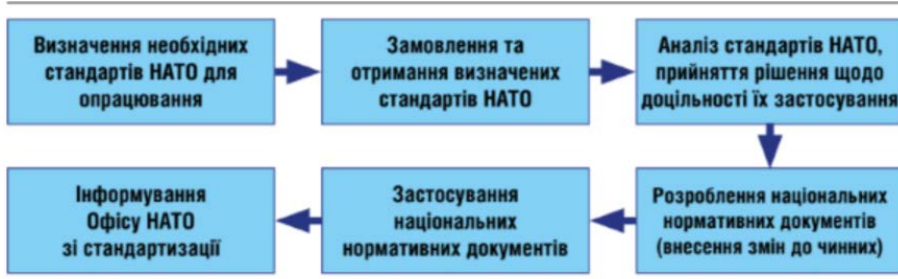 Визначення необхідних
стандартів НАТО для
опрацювання
Замовлення та
отримання визначених
стандартів НАТО
Аналіз стандартів НАТО,
прийняття рішення щодо
доцільності їх застосування
Розроблення національних
нормативних документів
(внесення змін до чинних)
Застосування
національних
нормативних документів
Інформування
Офісу НАТО
зі стандартизації